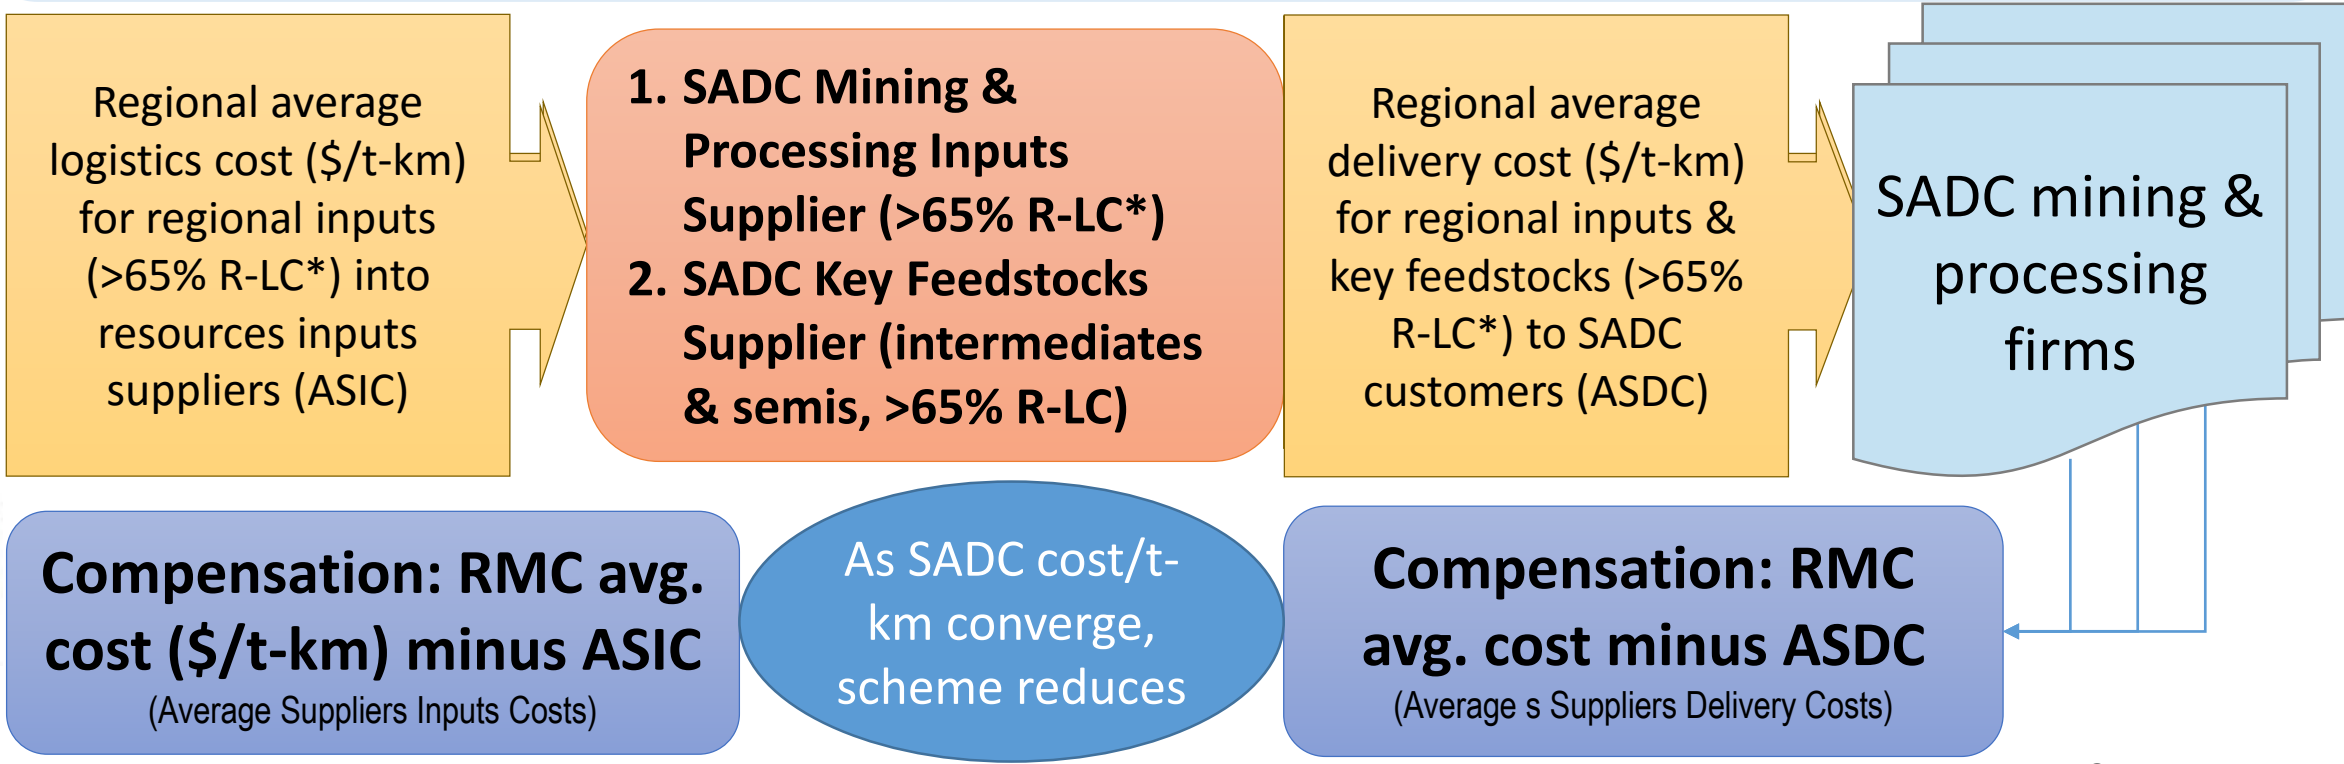 Regional average
logistics cost ($/t-km)
for regional inputs
(>65% R-LC*) into
resources inputs
suppliers (ASIC)
1. SADC Mining &
Processing Inputs
Supplier (>65% R-LC*)
2. SADC Key Feedstocks
Supplier (intermediates
& semis, >65% R-LC)
Regional average
delivery cost ($/t-km)
for regional inputs &
key feedstocks (>65%
R-LC*) to SADC
customers (ASDC)
SADC mining &
processing
firms
Compensation: RMC avg.
cost ($/t-km) minus ASIC
(Average Suppliers Inputs Costs)
As SADC cost/t-
km converge,
scheme reduces
Compensation: RMC
avg. cost minus ASDC
(Average s Suppliers Delivery Costs)